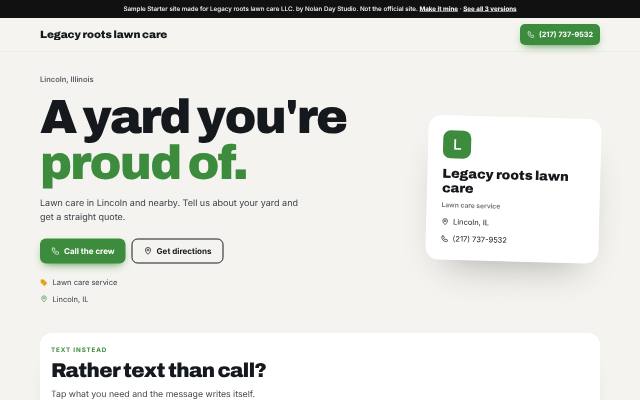 Sample Starter site made for Legacy roots lawn care LLC. by Nolan Day Studio. Not the official site. Make it mine · See all 3 versions
Legacy roots lawn care
(217) 737-9532
Lincoln, Illinois
A yard you're
proud of.
Lawn care in Lincoln and nearby. Tell us about your yard and
get a straight quote.
Call the crew
Get directions
Lawn care service
Lincoln, IL
L
Legacy roots lawn
care
Lawn care service
Lincoln, IL
(217) 737-9532
TEXT INSTEAD
Rather text than call?
Tap what you need and the message writes itself.